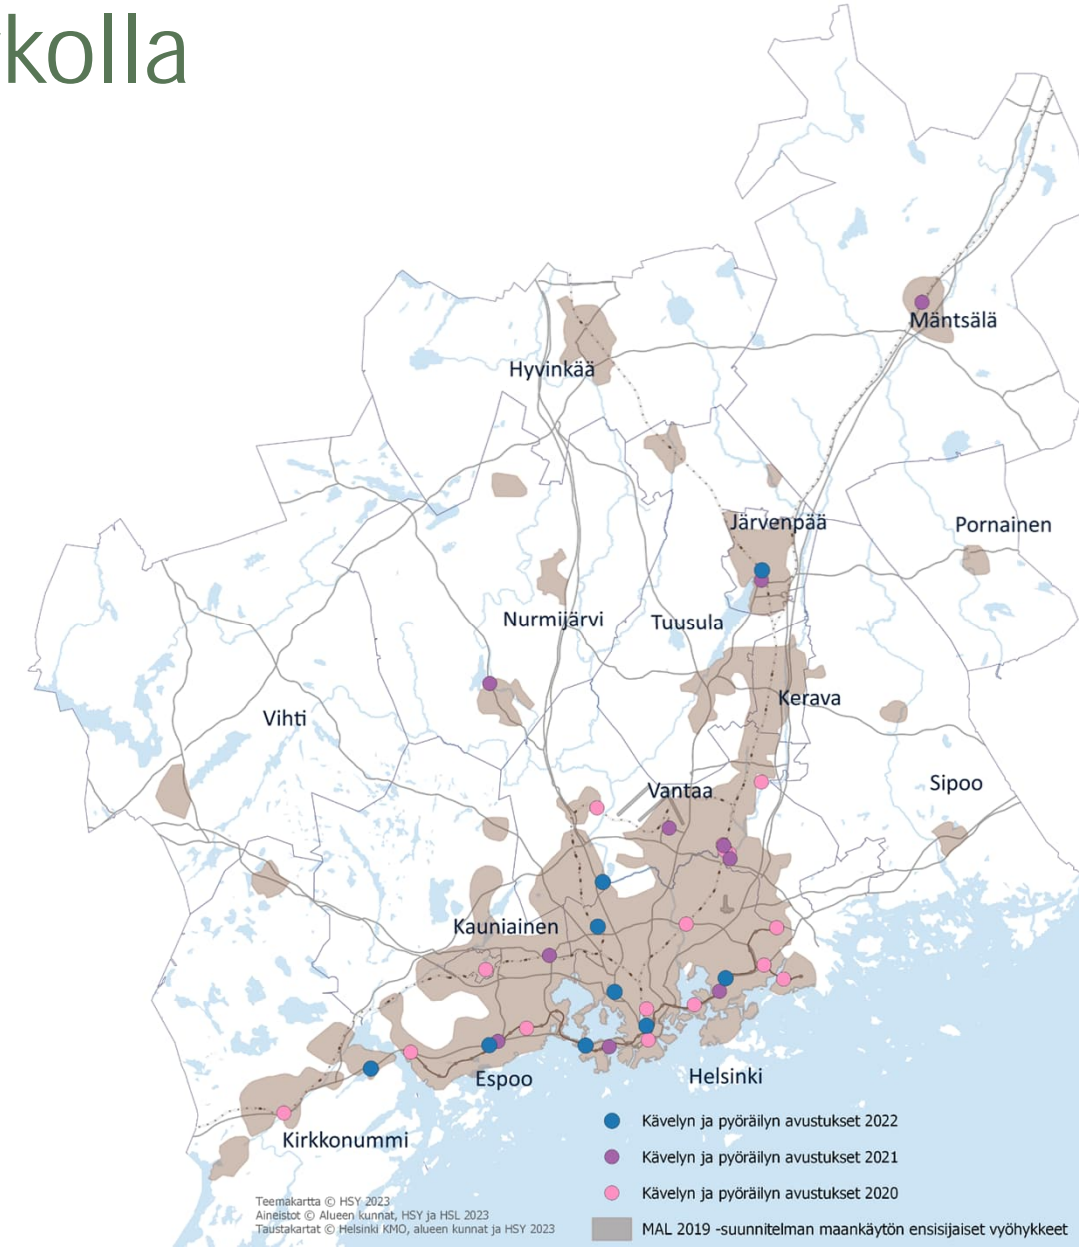 kolla
Mäntsälä
Hyvinkää
Järvenpää
Pornainen
Nurmijärvi
Tuusula
Kerava
Vihti
Sipoo
Vantaa
Kauniainen
Espoo
Helsinki
Kirkkonummi
Kävelyn ja pyöräilyn avustukset 2022
Kävelyn ja pyöräilyn avustukset 2021
Kävelyn ja pyöräilyn avustukset 2020
MAL 2019 -suunnitelman maankäytön ensisijaiset vyöhykkeet
Teemakartta © HSY 2023
Aineistot © Alueen kunnat, HSY ja HSL 2023
Taustakartat © Helsinki KMO, alueen kunnat ja HSY 2023